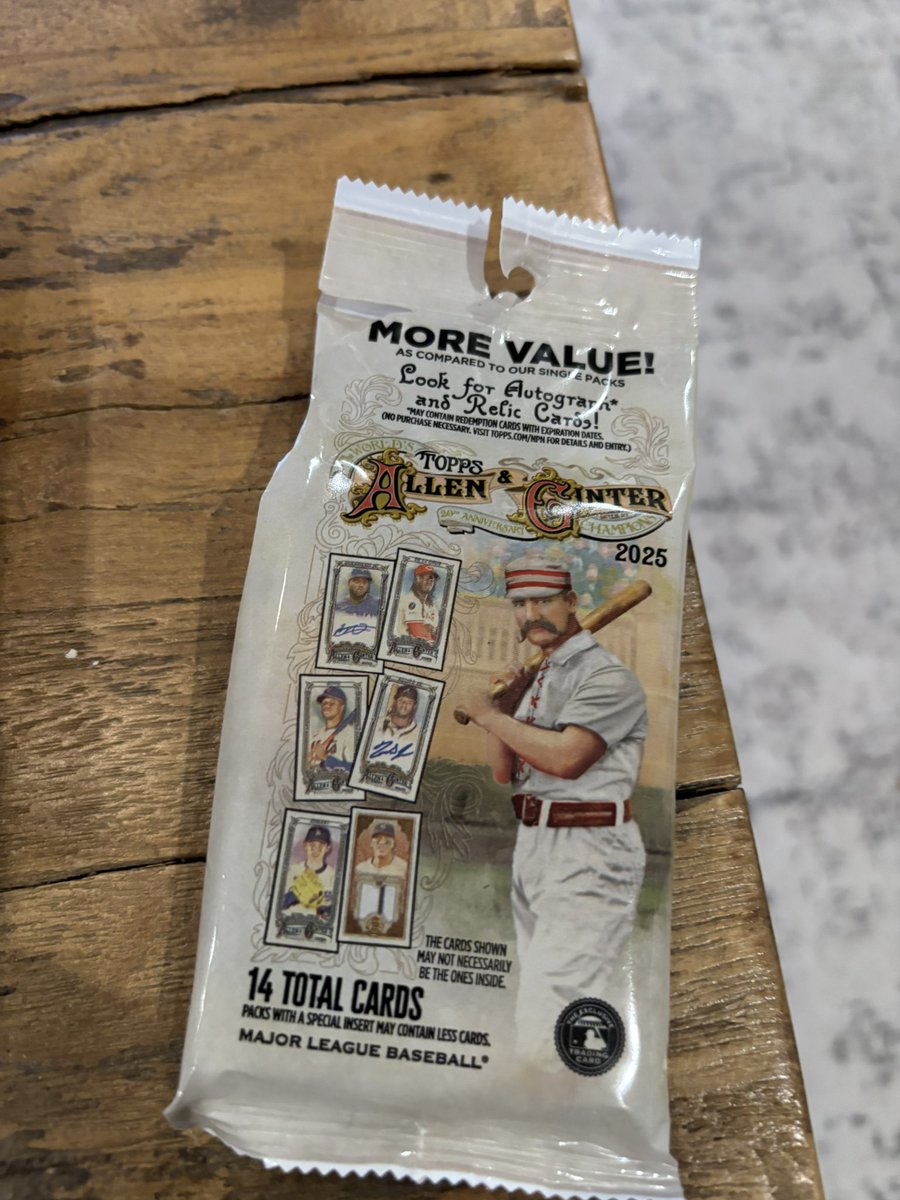 MORE VALUE!
AS COMPARED TO OUR SINGLE PACKS
Look for Autograph*
and Relic Cards!
*MAY CONTAIN REDEMPTION CARDS WITH EXPIRATION DATES.
(NO PURCHASE NECESSARY. VISIT TOPPS.COM/NPN FOR DETAILS AND ENTRY.)
WORLD'S
TOPPS
ALLEN & GINTER
20TH ANNIVERSARY
CHAMPIONS
2025
THE CARDS SHOWN
MAY NOT NECESSARILY
BE THE ONES INSIDE.
14 TOTAL CARDS
PACKS WITH A SPECIAL INSERT MAY CONTAIN LESS CARDS.
MAJOR LEAGUE BASEBALL®
TRADING
CARD